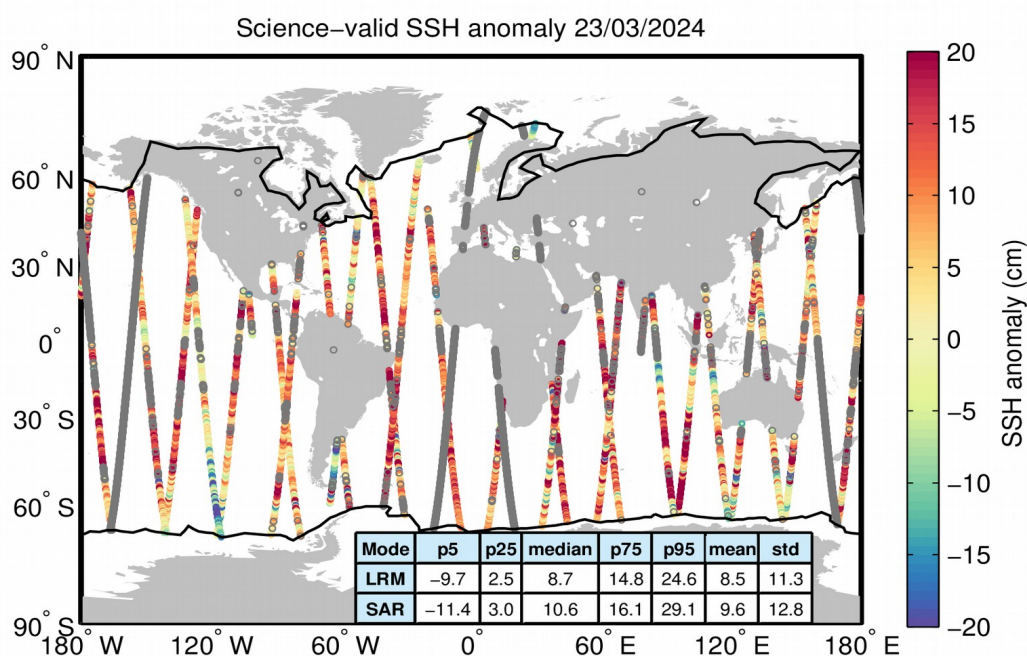 Science−valid SSH anomaly 23/03/2024
90° N
60° N
30° N
0°
30° S
60° S
90° S
180° W
120° W
60° W
0°
60° E
120° E
180° E
Mode p5 p25 median p75 p95 mean std
LRM −9.7 2.5 8.7 14.8 24.6 8.5 11.3
SAR −11.4 3.0 10.6 16.1 29.1 9.6 12.8
20
15
10
5
0
−5
−10
−15
−20
SSH anomaly (cm)